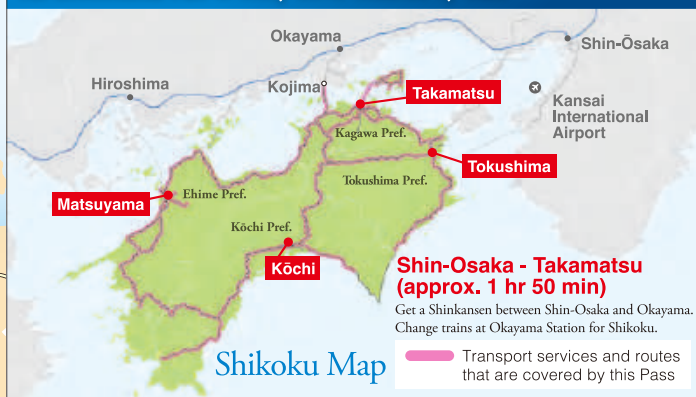 Okayama
Shin-Ōsaka
Hiroshima
Kojima
Takamatsu
Kansai
International
Airport
Kagawa Pref.
Tokushima
Tokushima Pref.
Ehime Pref.
Matsuyama
Kōchi Pref.
Kōchi
Shin-Osaka - Takamatsu
(approx. 1 hr 50 min)
Get a Shinkansen between Shin-Osaka and Okayama.
Change trains at Okayama Station for Shikoku.
Shikoku Map
Transport services and routes
that are covered by this Pass